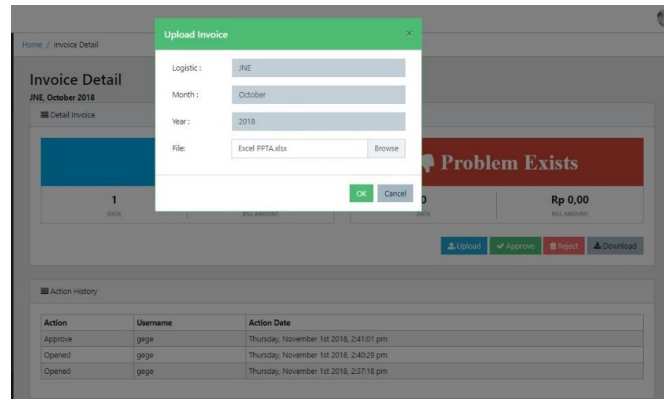 Upload Invoice ×
Home / Invoice Detail
Logistic : JNE
Invoice Detail
JNE, October 2018
Month : October
Detail Invoice
Year : 2018
File: Excel PPTA.xlsx Browse
Problem Exists
OK Cancel
1 0 Rp 0,00
DATA BILL AMOUNT DATA BILL AMOUNT
Upload Approve Reject Download
Action History
Action Username Action Date
Approve gege Thursday, November 1st 2018, 2:41:01 pm
Opened gege Thursday, November 1st 2018, 2:40:29 pm
Opened gege Thursday, November 1st 2018, 2:37:18 pm